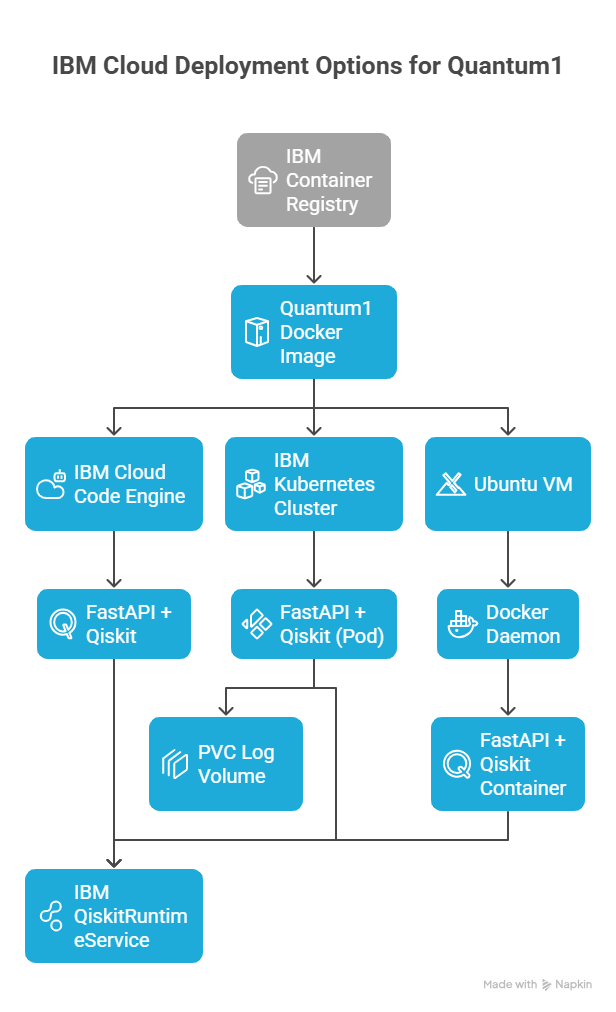 IBM Cloud Deployment Options for Quantum1
IBM
Container
Registry
Quantum1
Docker
Image
IBM Cloud
Code Engine
IBM
Kubernetes
Cluster
Ubuntu VM
FastAPI +
Qiskit
FastAPI +
Qiskit (Pod)
Docker
Daemon
PVC Log
Volume
FastAPI +
Qiskit
Container
IBM
QiskitRuntim
eService
Made with Napkin